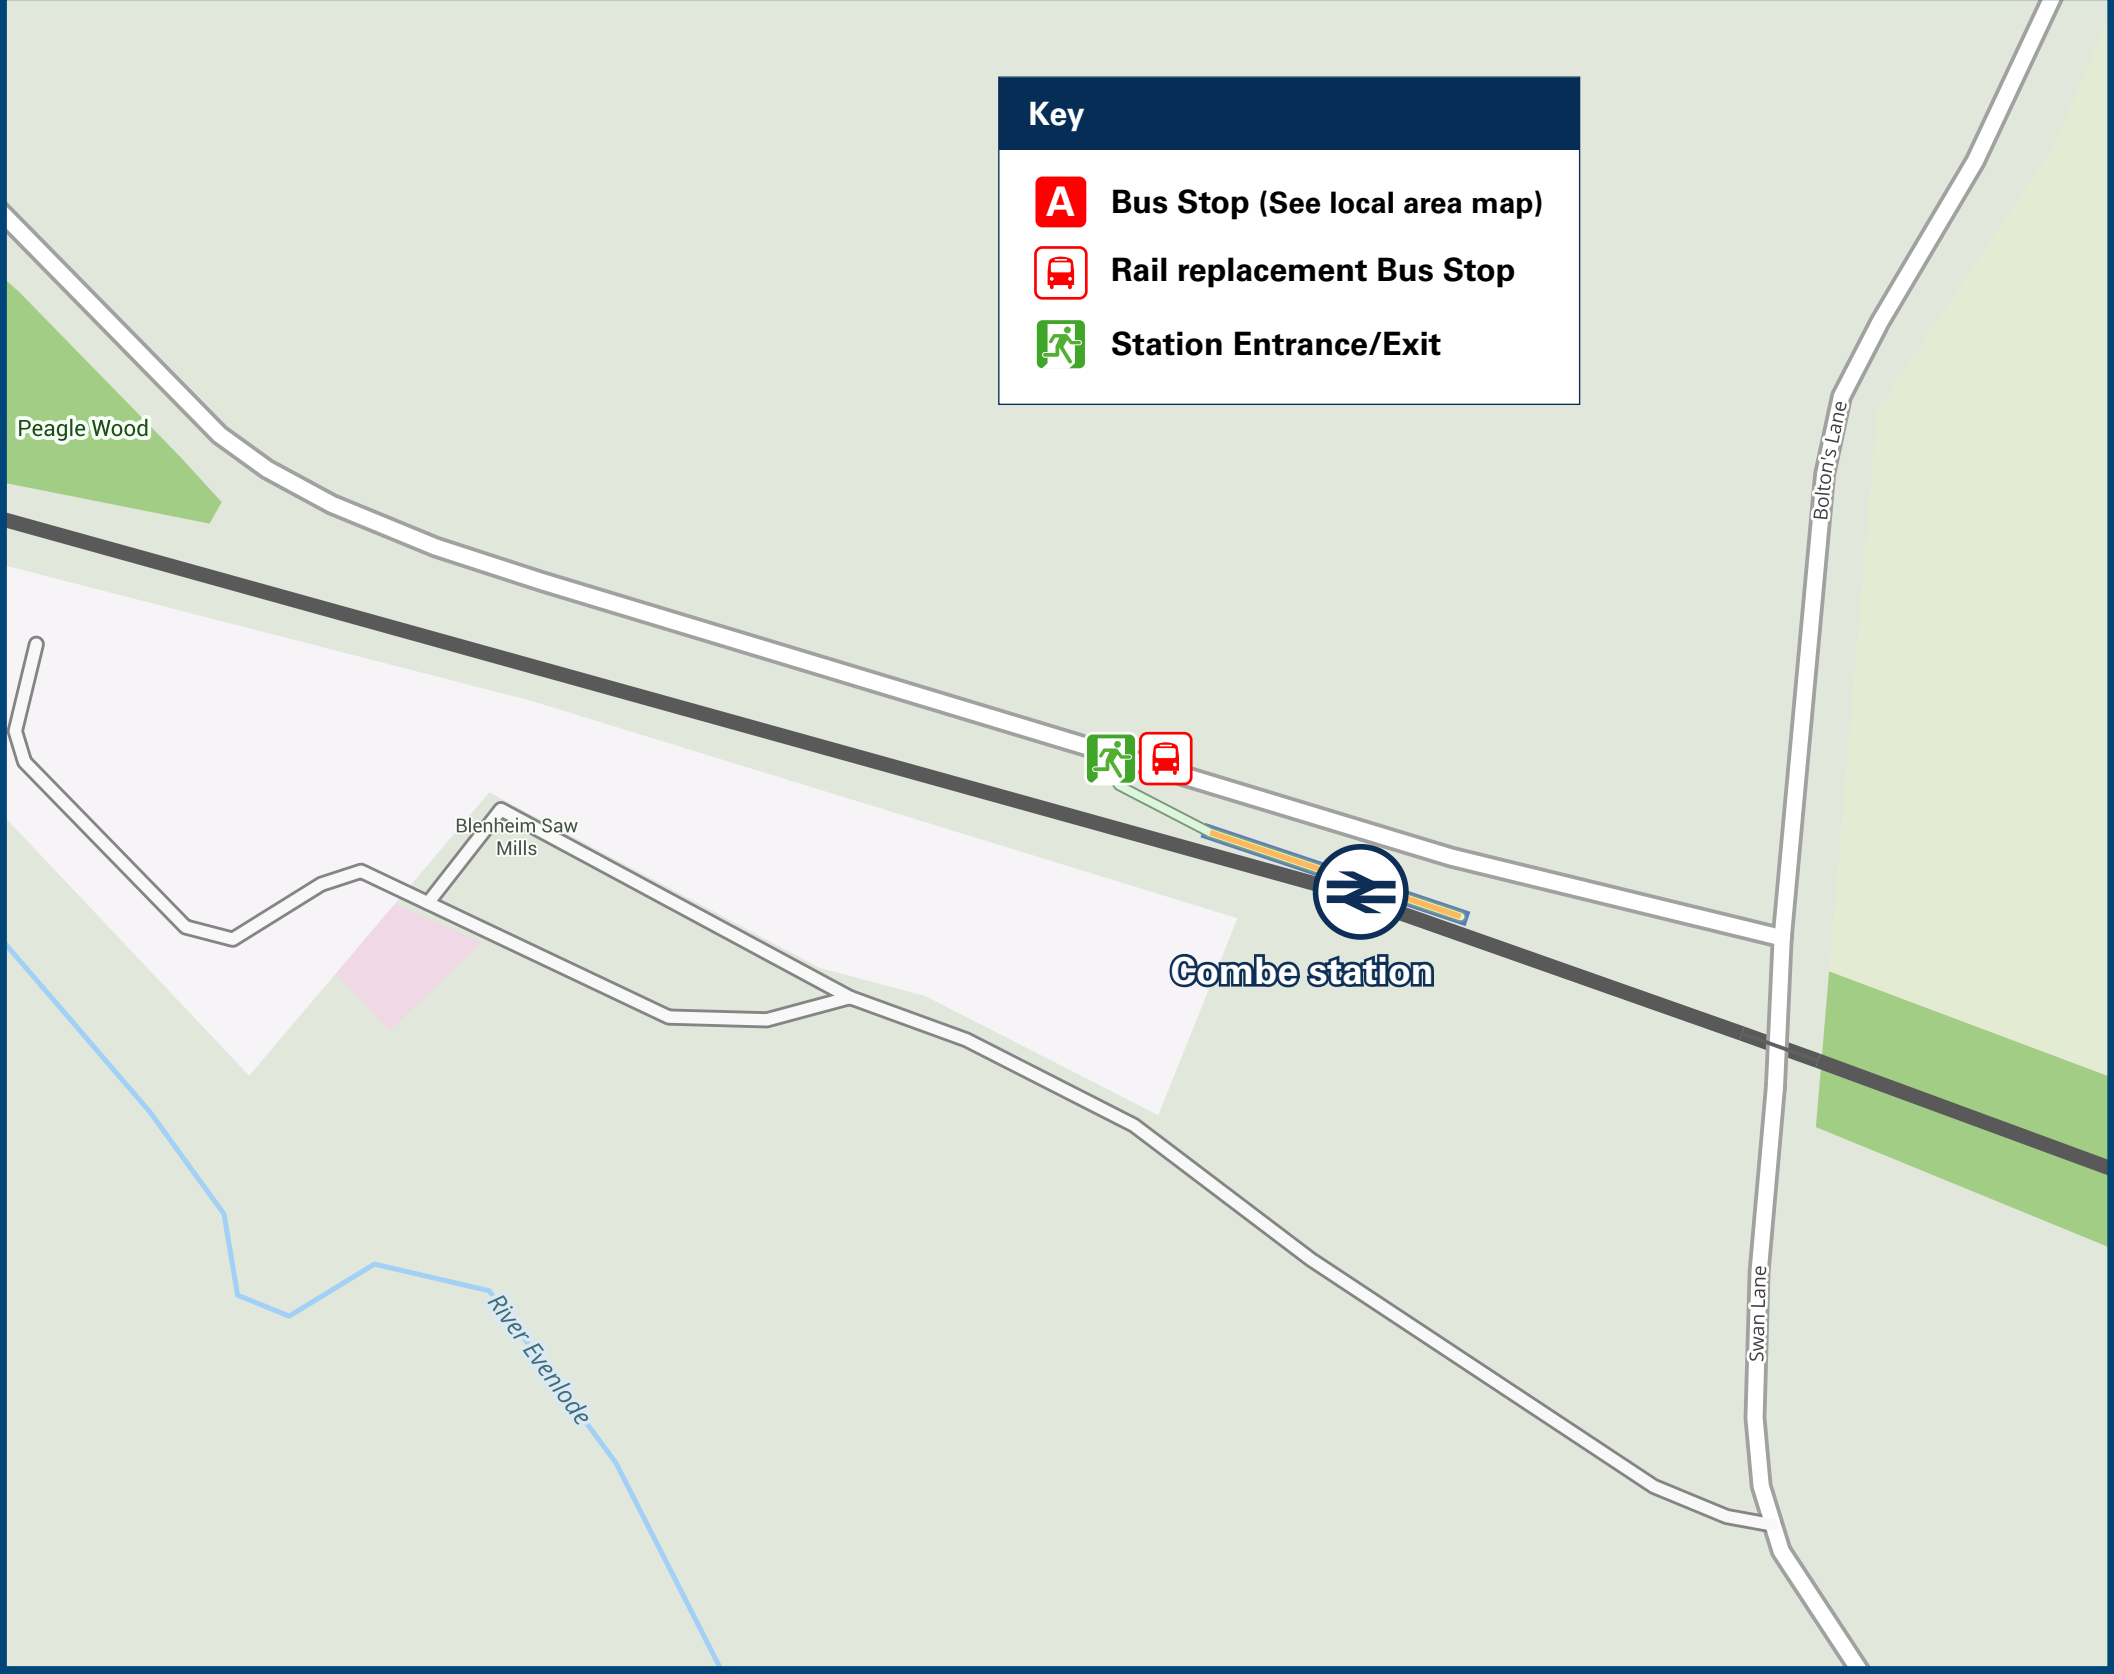 Key
A
Bus Stop (See local area map)
Rail replacement Bus Stop
Station Entrance/Exit
Bolton's Lane
Peagle Wood
Blenheim Saw
Mills
Combe station
Swan Lane
River Evenlode